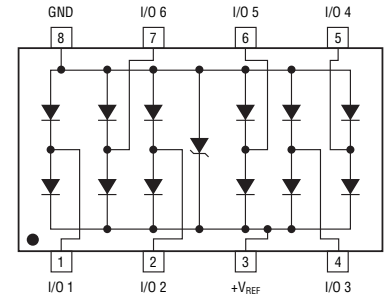 GND I/O 6 I/O 5 I/O 4
8 7 6 5
1 2 3 4
I/O 1 I/O 2 +VREF I/O 3